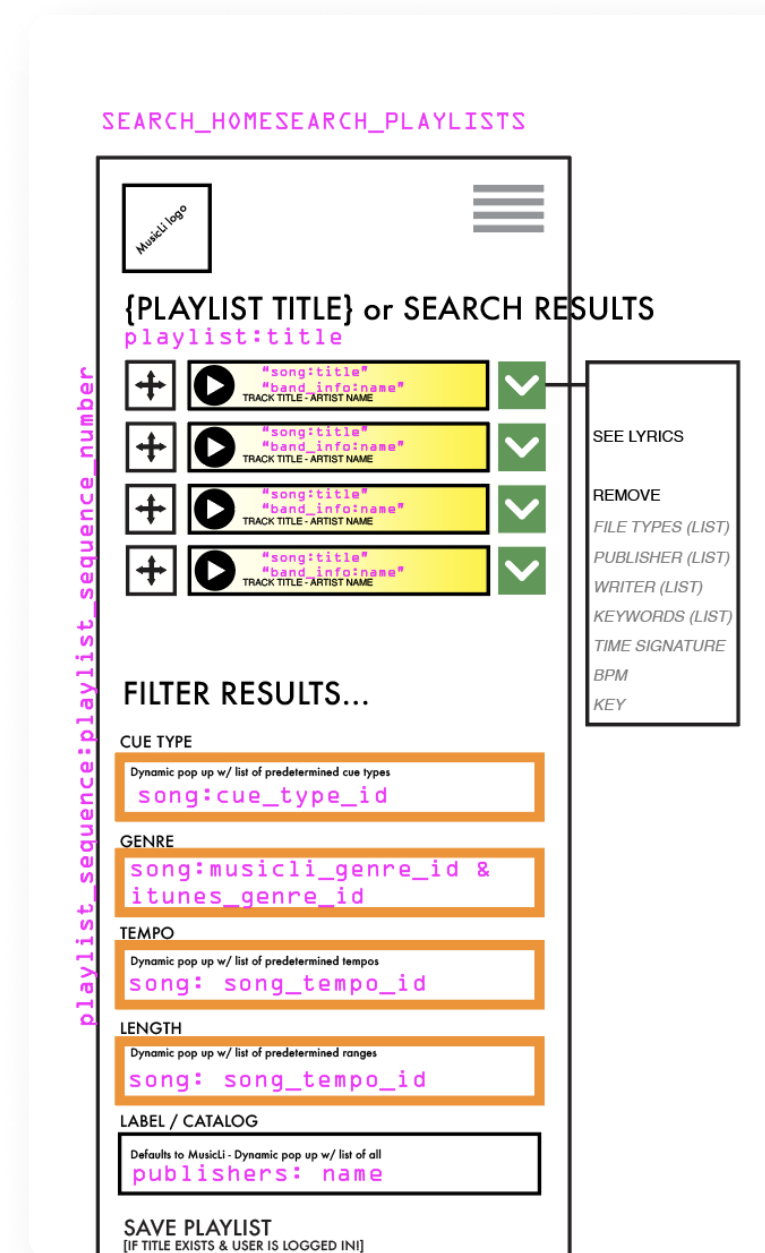 SEARCH_HOMESEARCH_PLAYLISTS
MusicLi logo
{PLAYLIST TITLE} or SEARCH RESULTS
playlist:title
playlist_sequence:playlist_sequence_number
"song:title"
"band_info:name"
TRACK TITLE - ARTIST NAME
"song:title"
"band_info:name"
TRACK TITLE - ARTIST NAME
"song:title"
"band_info:name"
TRACK TITLE - ARTIST NAME
"song:title"
"band_info:name"
TRACK TITLE - ARTIST NAME
SEE LYRICS
REMOVE
FILE TYPES (LIST)
PUBLISHER (LIST)
WRITER (LIST)
KEYWORDS (LIST)
TIME SIGNATURE
BPM
KEY
FILTER RESULTS...
CUE TYPE
Dynamic pop up w/ list of predetermined cue types
song:cue_type_id
GENRE
song:musicli_genre_id &
itunes_genre_id
TEMPO
Dynamic pop up w/ list of predetermined tempos
song: song_tempo_id
LENGTH
Dynamic pop up w/ list of predetermined ranges
song: song_tempo_id
LABEL / CATALOG
Defaults to MusicLi - Dynamic pop up w/ list of all
publishers: name
SAVE PLAYLIST
[IF TITLE EXISTS & USER IS LOGGED IN!]